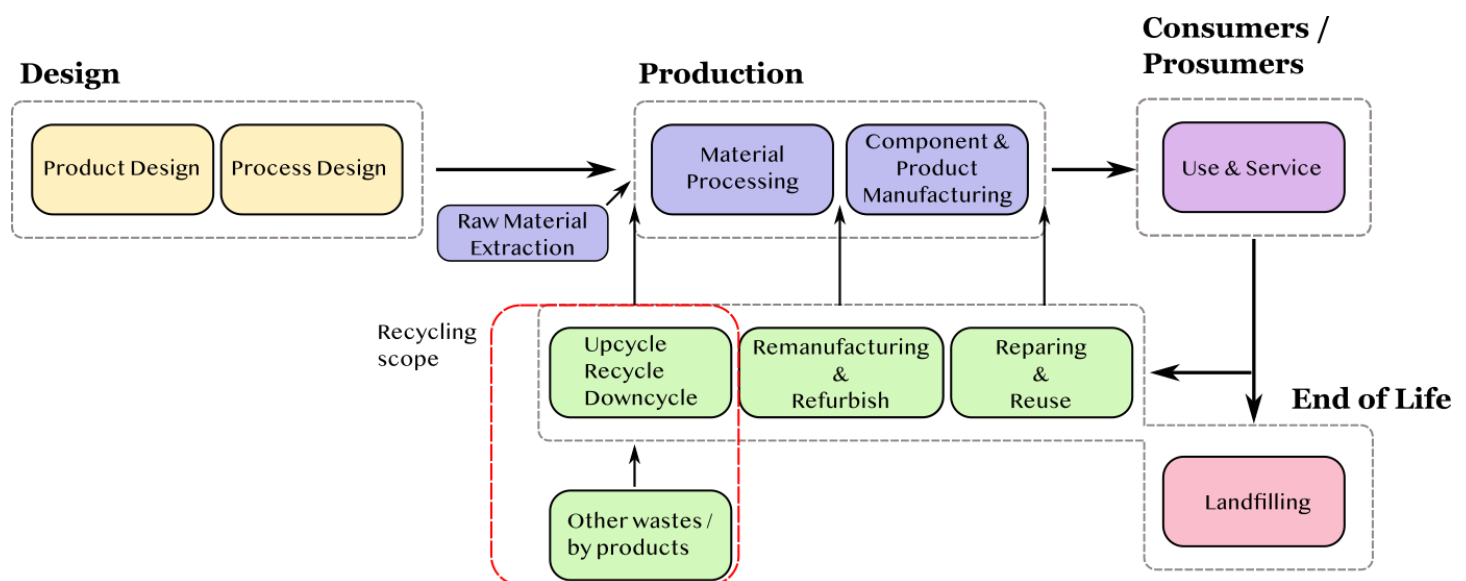 Design
Product Design
Process Design
Production
Material
Processing
Component &
Product
Manufacturing
Raw Material
Extraction
Consumers /
Prosumers
Use & Service
Recycling
scope
Upcycle
Recycle
Downcycle
Remanufacturing
&
Refurbish
Reparing
&
Reuse
Other wastes /
by products
End of Life
Landfilling